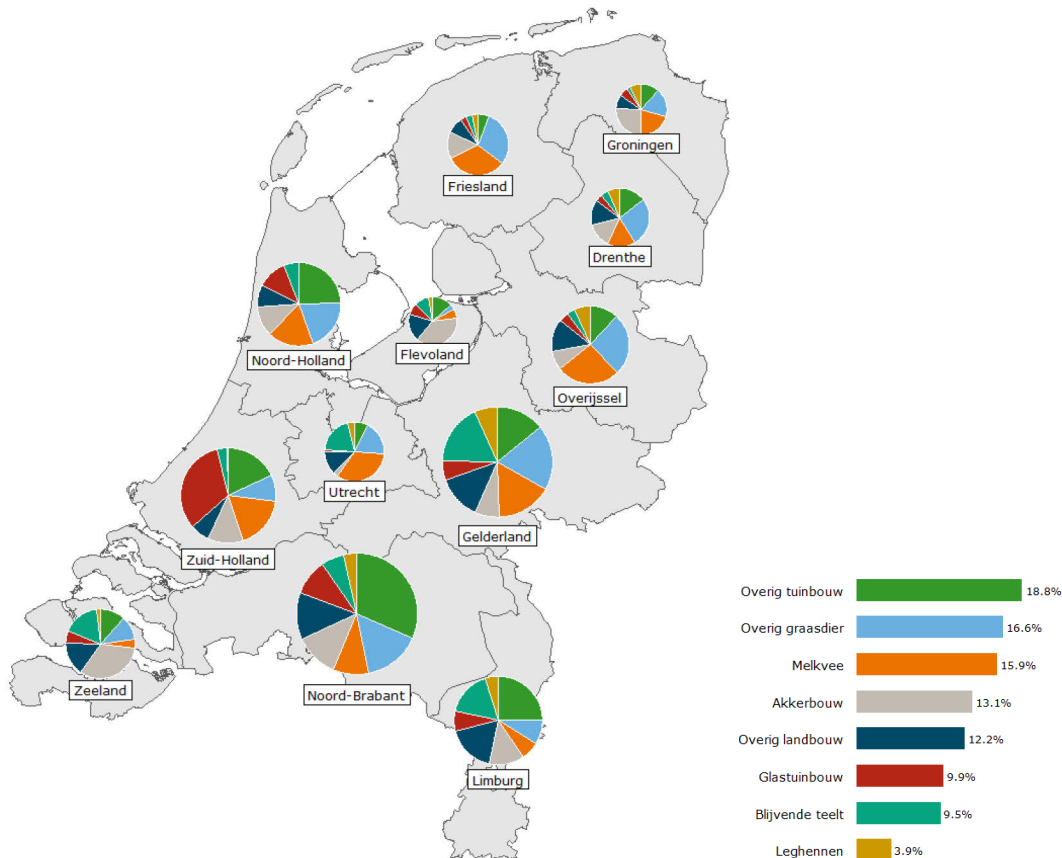 Groningen
Friesland
Drenthe
Noord-Holland
Flevoland
Overijssel
Utrecht
Gelderland
Zuid-Holland
Noord-Brabant
Zeeland
Limburg
Overig tuinbouw 18.8%
Overig graasdier 16.6%
Melkvee 15.9%
Akkerbouw 13.1%
Overig landbouw 12.2%
Glastuinbouw 9.9%
Blijvende teelt 9.5%
Leghennen 3.9%